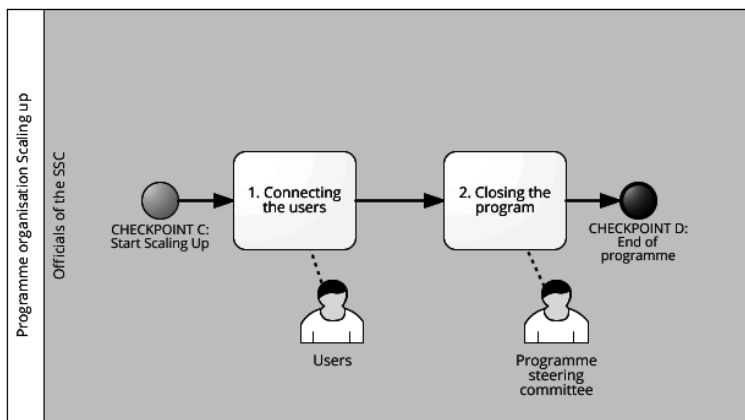 Programme organisation Scaling up
Officials of the SSC
CHECKPOINT C:
Start Scaling Up
1. Connecting
the users
2. Closing the
program
CHECKPOINT D:
End of
programme
Users
Programme
steering
committee